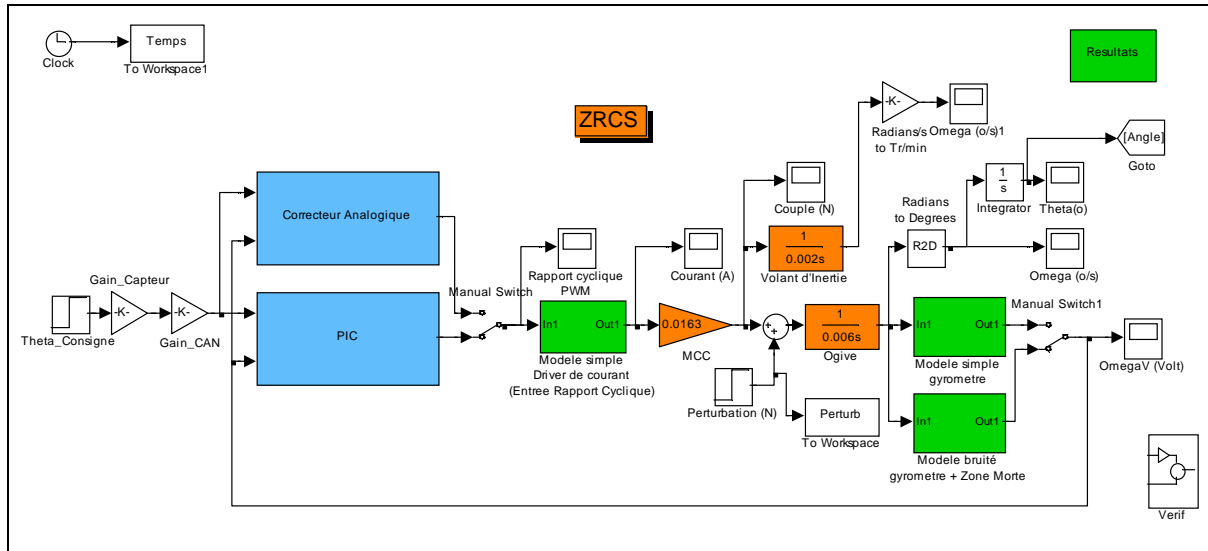 Temps
Clock
To Workspace1
Resultats
ZRCS
-K-
Radians/s
to Tr/min
Omega (o/s)1
[Angle]
Goto
Correcteur Analogique
Couple (N)
Radians
to Degrees
1
s
Integrator
Theta(o)
1
0.002s
Volant d'Inertie
R2D
Omega (o/s)
Gain_Capteur
-K-
-K-
Theta_Consigne
Gain_CAN
PIC
Manual Switch
Rapport cyclique
PWM
Courant (A)
In1
Out1
Modele simple
Driver de courant
(Entree Rapport Cyclique)
0.0163
MCC
+
+
1
0.006s
Ogive
In1
Out1
Modele simple
gyrometre
Manual Switch1
OmegaV (Volt)
Perturbation (N)
Perturb
To Workspace
In1
Out1
Modele bruité
gyrometre + Zone Morte
Verif